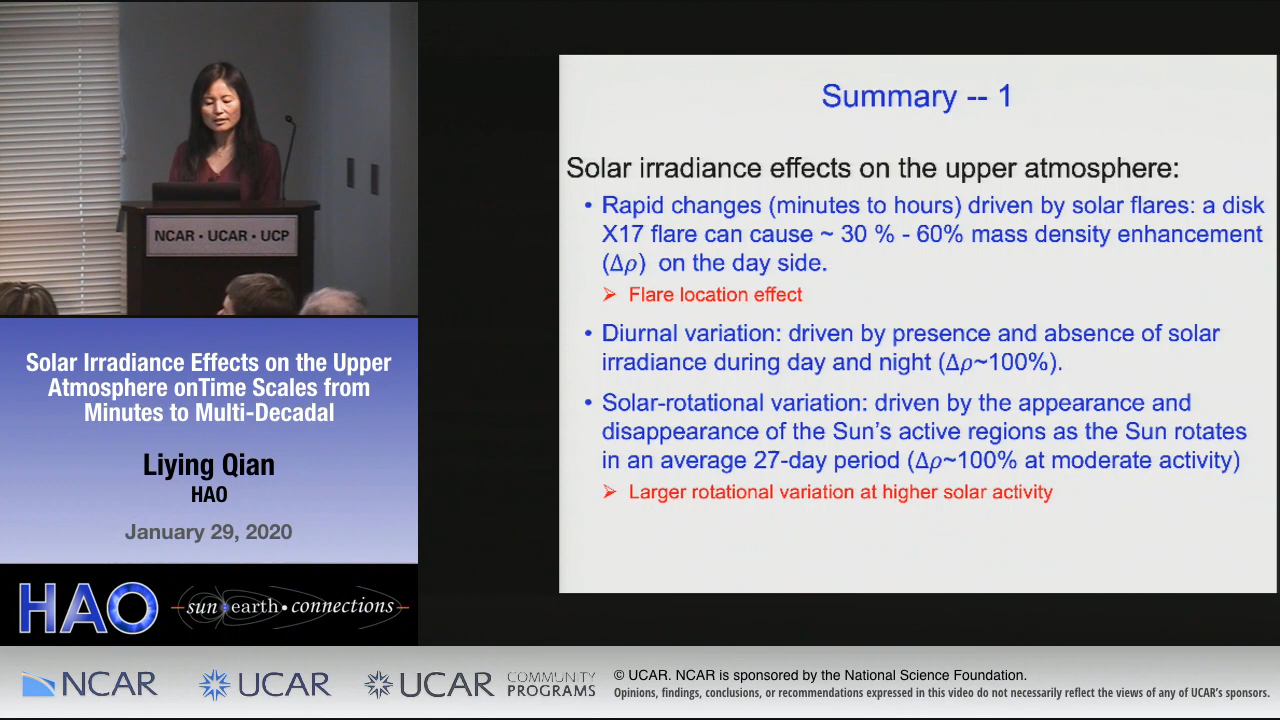 NCAR • UCAR • UCP
Solar Irradiance Effects on the Upper
Atmosphere onTime Scales from
Minutes to Multi-Decadal
Liying Qian
HAO
January 29, 2020
HAO
sun•earth•connections
Summary -- 1
Solar irradiance effects on the upper atmosphere:
• Rapid changes (minutes to hours) driven by solar flares: a disk
X17 flare can cause ~ 30 % - 60% mass density enhancement
(Δρ) on the day side.
➢ Flare location effect
• Diurnal variation: driven by presence and absence of solar
irradiance during day and night (Δρ~100%).
• Solar-rotational variation: driven by the appearance and
disappearance of the Sun's active regions as the Sun rotates
in an average 27-day period (Δρ~100% at moderate activity)
➢ Larger rotational variation at higher solar activity
NCAR
UCAR
UCAR
COMMUNITY
PROGRAMS
© UCAR. NCAR is sponsored by the National Science Foundation.
Opinions, findings, conclusions, or recommendations expressed in this video do not necessarily reflect the views of any of UCAR's sponsors.